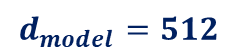 d_model = 512